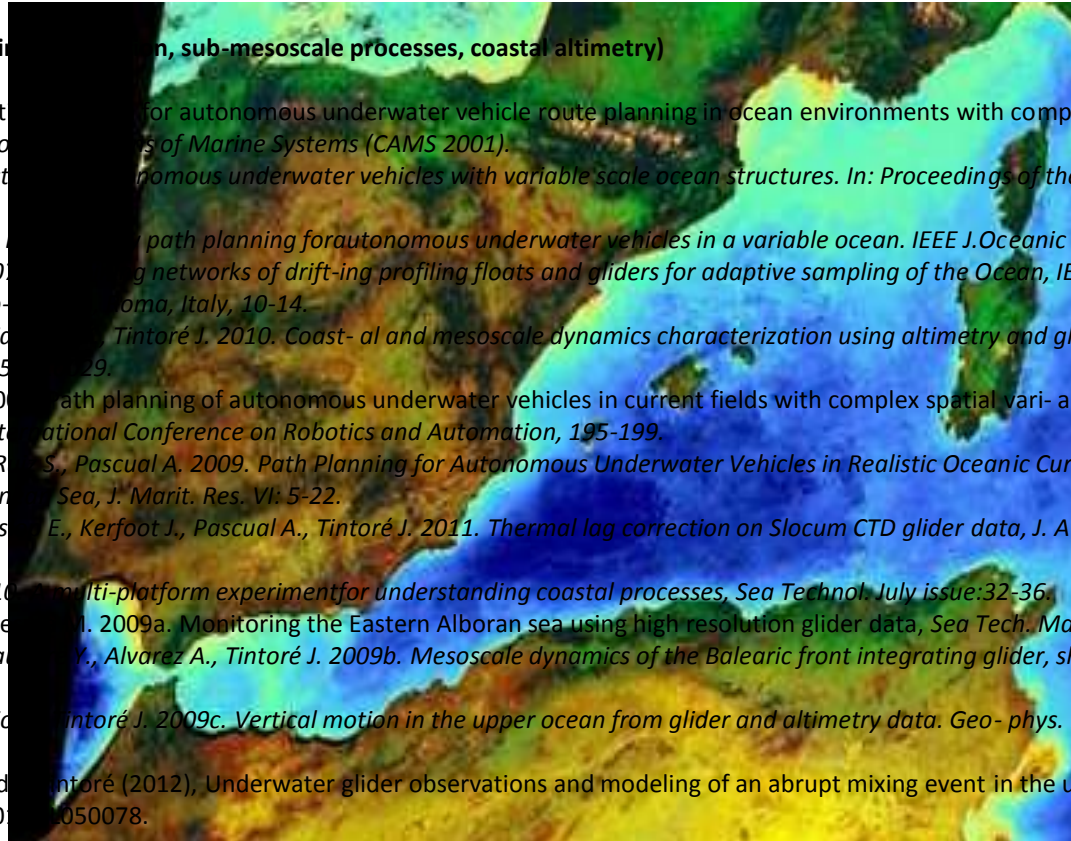 n, sub-mesoscale processes, coastal altimetry)
for autonomous underwater vehicle route planning in ocean environments with comp
s of Marine Systems (CAMS 2001).
nomous underwater vehicles with variable scale ocean structures. In: Proceedings of the
path planning forautonomous underwater vehicles in a variable ocean. IEEE J.Oceanic
g networks of drift-ing profiling floats and gliders for adaptive sampling of the Ocean, IE
oma, Italy, 10-14.
, Tintoré J. 2010. Coast- al and mesoscale dynamics characterization using altimetry and gl
29.
ath planning of autonomous underwater vehicles in current fields with complex spatial vari- a
ational Conference on Robotics and Automation, 195-199.
S., Pascual A. 2009. Path Planning for Autonomous Underwater Vehicles in Realistic Oceanic Cur
Sea, J. Marit. Res. VI: 5-22.
E., Kerfoot J., Pascual A., Tintoré J. 2011. Thermal lag correction on Slocum CTD glider data, J. A
multi-platform experimentfor understanding coastal processes, Sea Technol. July issue:32-36.
M. 2009a. Monitoring the Eastern Alboran sea using high resolution glider data, Sea Tech. Ma
Y., Alvarez A., Tintoré J. 2009b. Mesoscale dynamics of the Balearic front integrating glider, sh
intoré J. 2009c. Vertical motion in the upper ocean from glider and altimetry data. Geo- phys.
intoré (2012), Underwater glider observations and modeling of an abrupt mixing event in the u
050078.